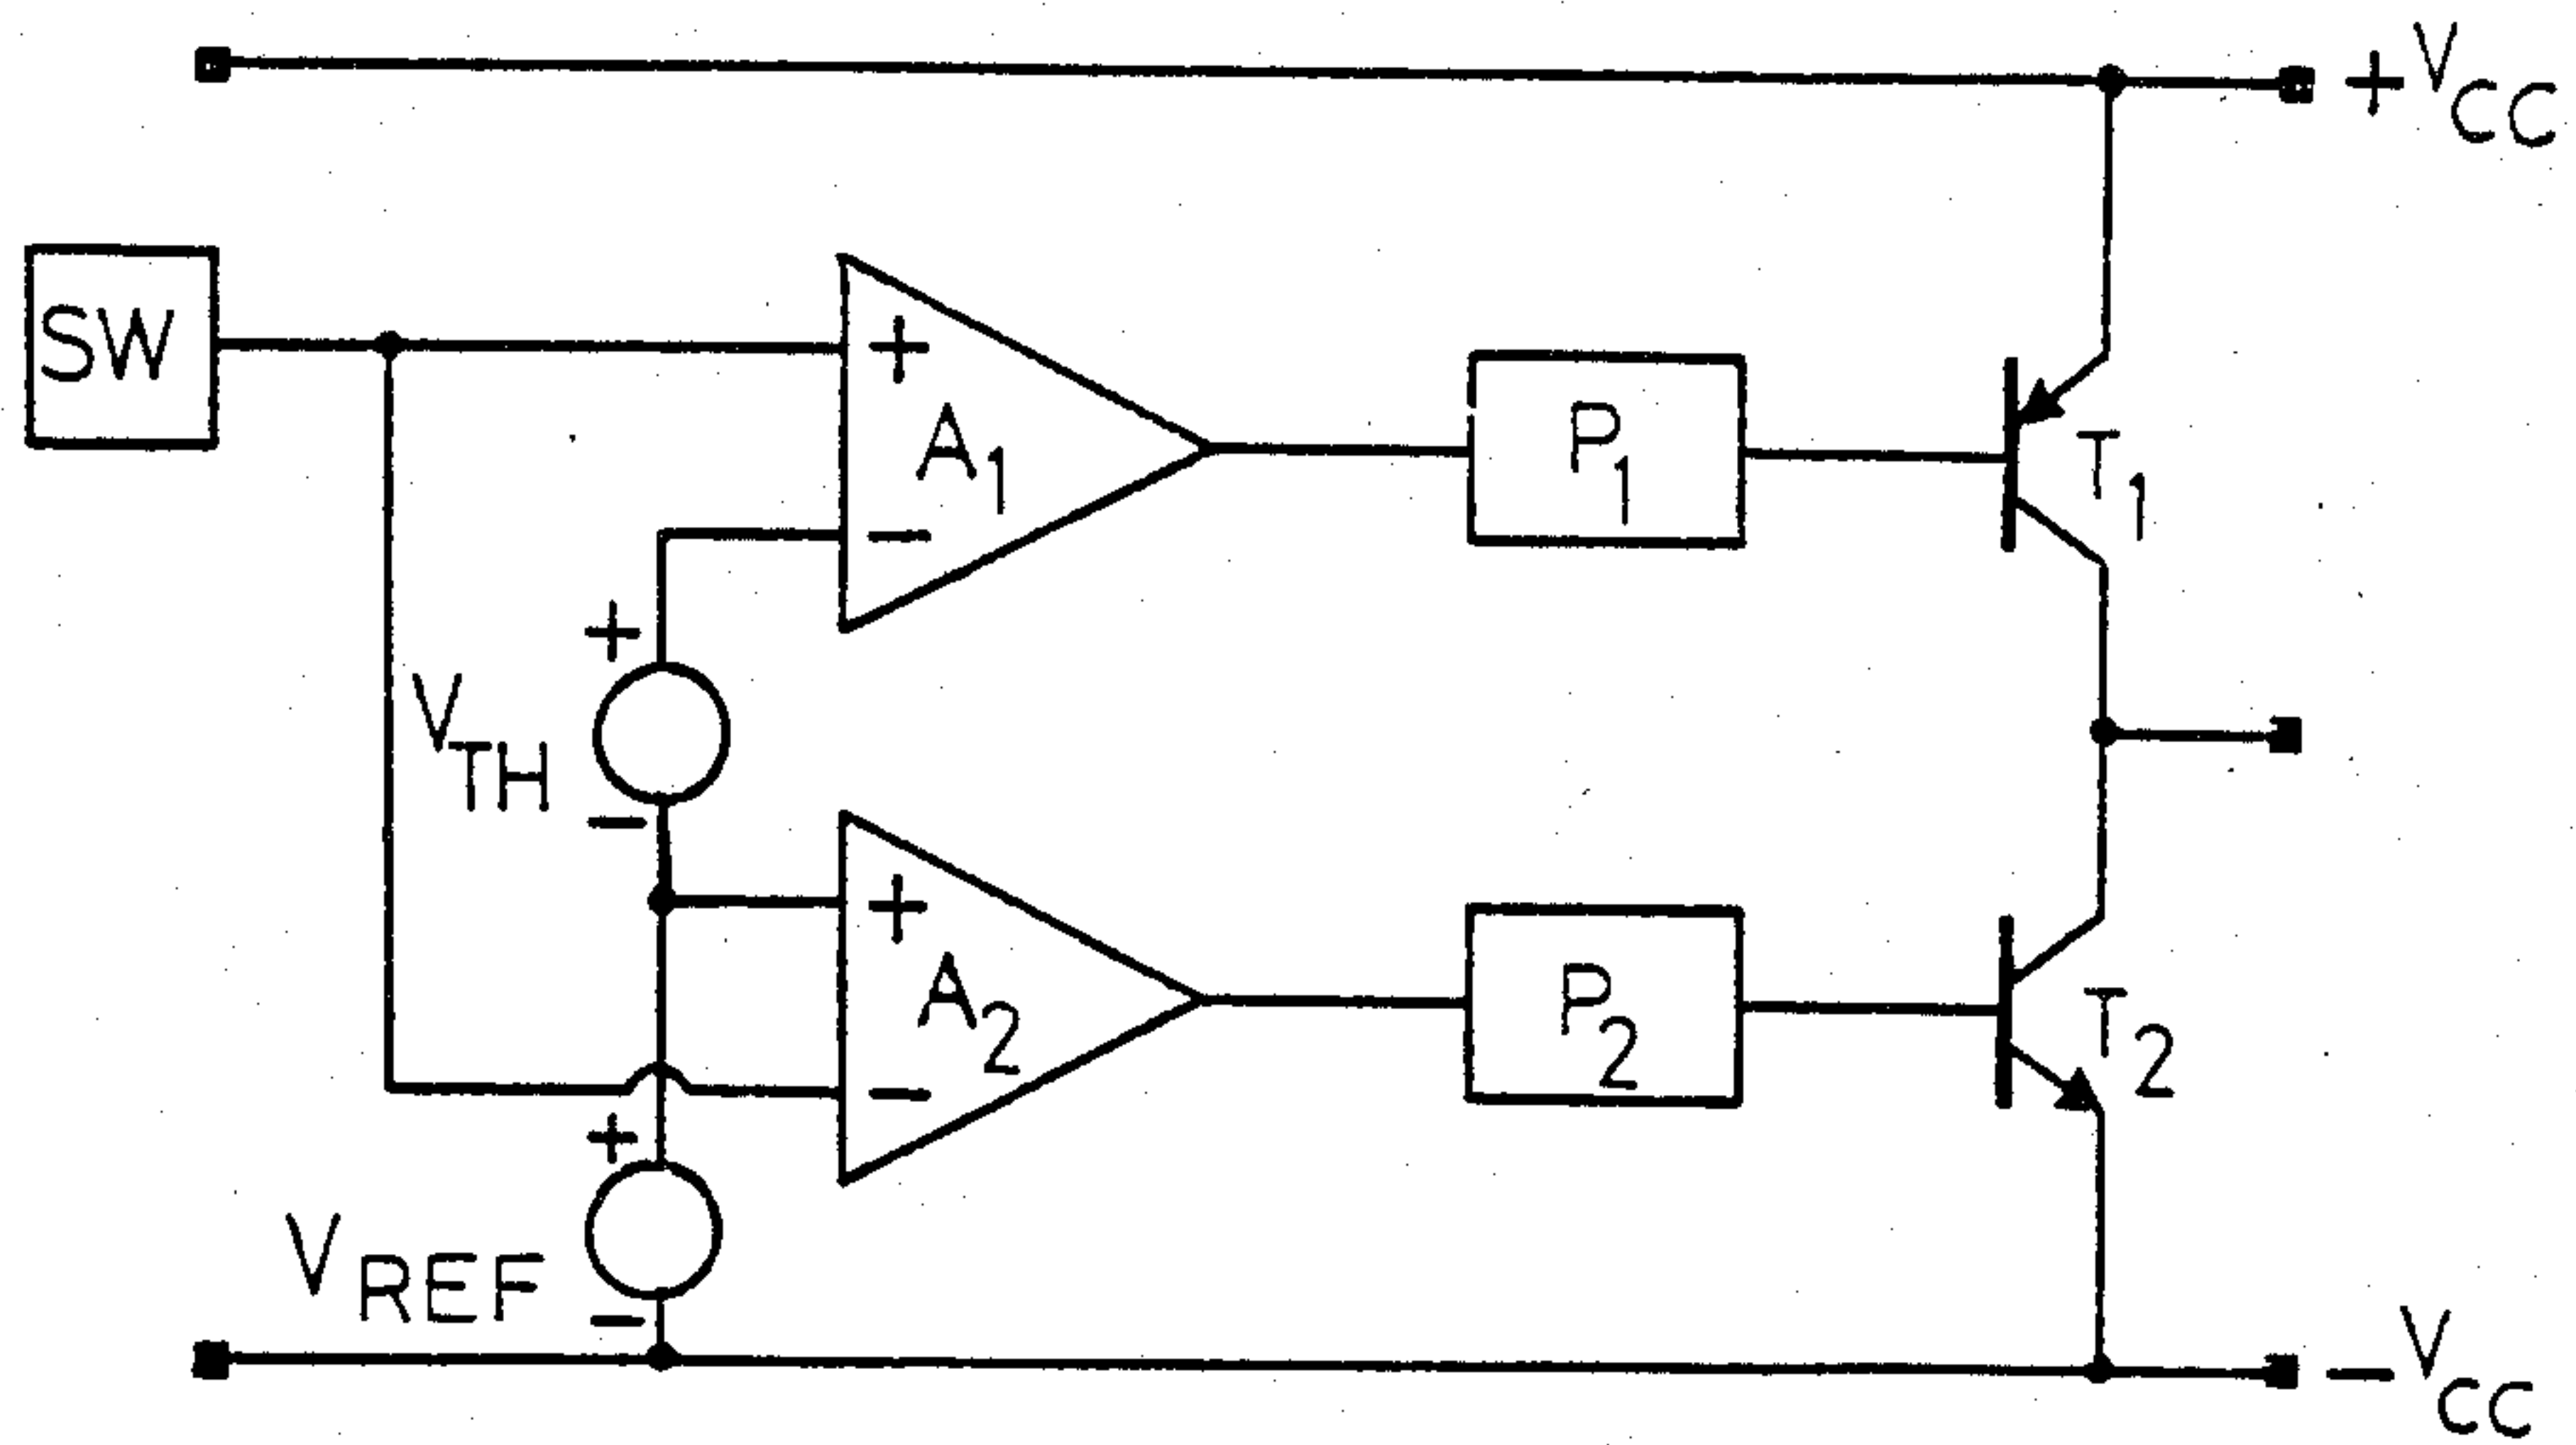 +VCC
SW
+
A1
−
P1
T1
+
VTH
−
+
A2
−
P2
T2
+
VREF
−
−VCC